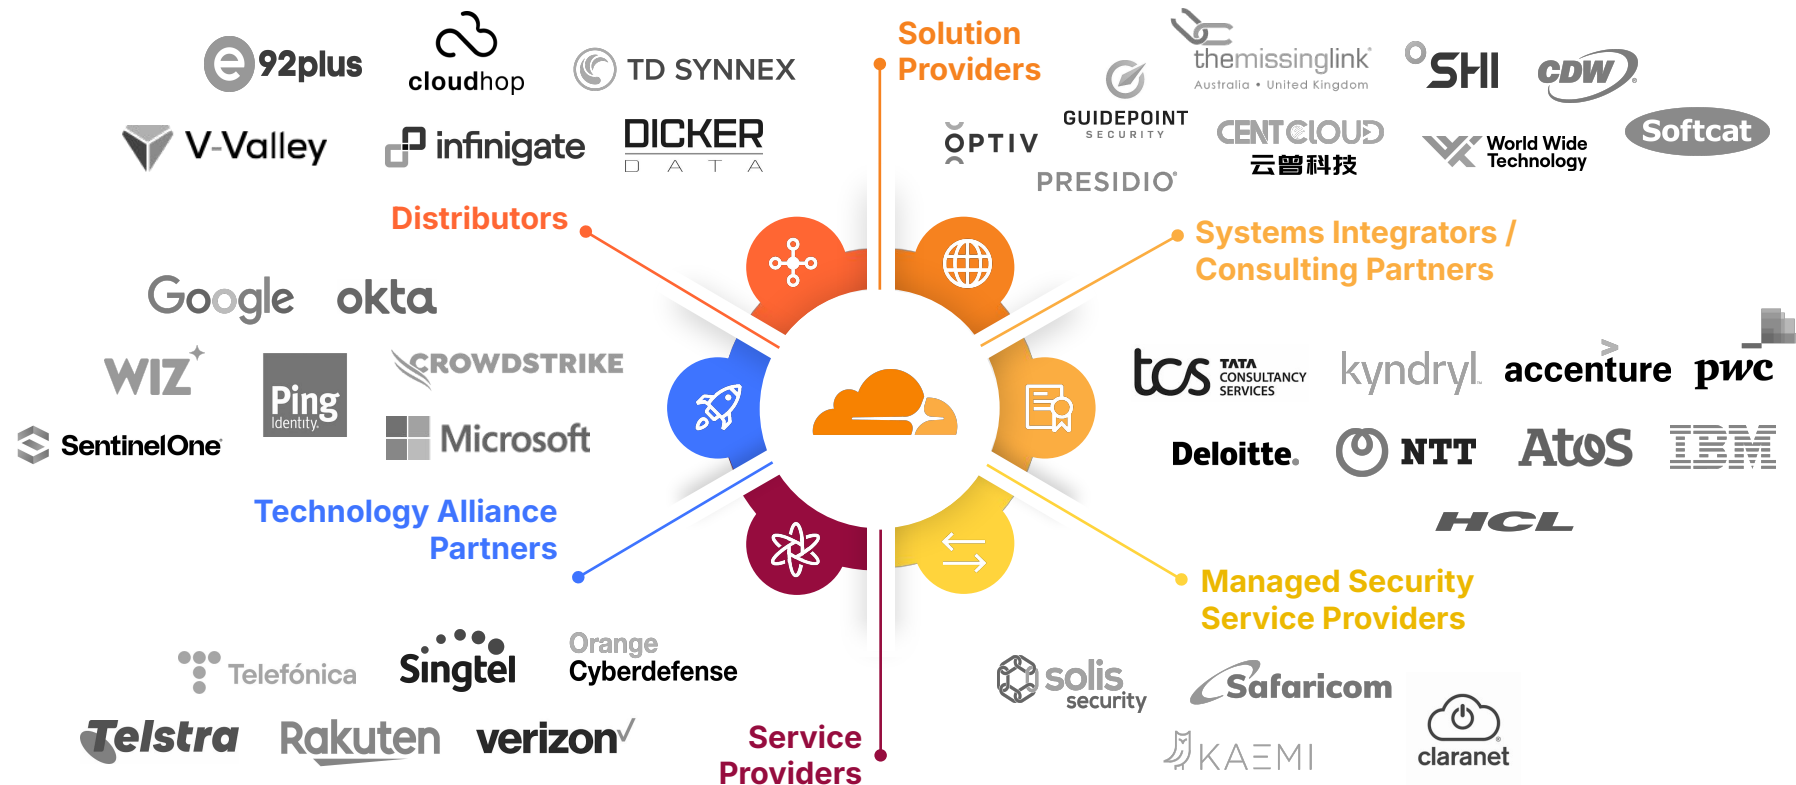 e 92plus
cloudhop
TD SYNNEX
V-Valley
infinigate
DICKER
DATA
Distributors
Solution
Providers
themissinglink®
Australia • United Kingdom
SHI
CDW®
GUIDEPOINT
SECURITY
OPTIV
CENTCLOUD
云曾科技
World Wide
Technology
Softcat
PRESIDIO®
Systems Integrators /
Consulting Partners
Google
okta
WIZ
Ping
Identity.
CROWDSTRIKE
SentinelOne®
Microsoft
Technology Alliance
Partners
tcs TATA
CONSULTANCY
SERVICES
kyndryl
accenture
pwc
Deloitte.
NTT
Atos
IBM
HCL
Managed Security
Service Providers
Telefónica
Singtel
Orange
Cyberdefense
Telstra
Rakuten
verizon✓
Service
Providers
solis
security
Safaricom
KAEMI
claranet®